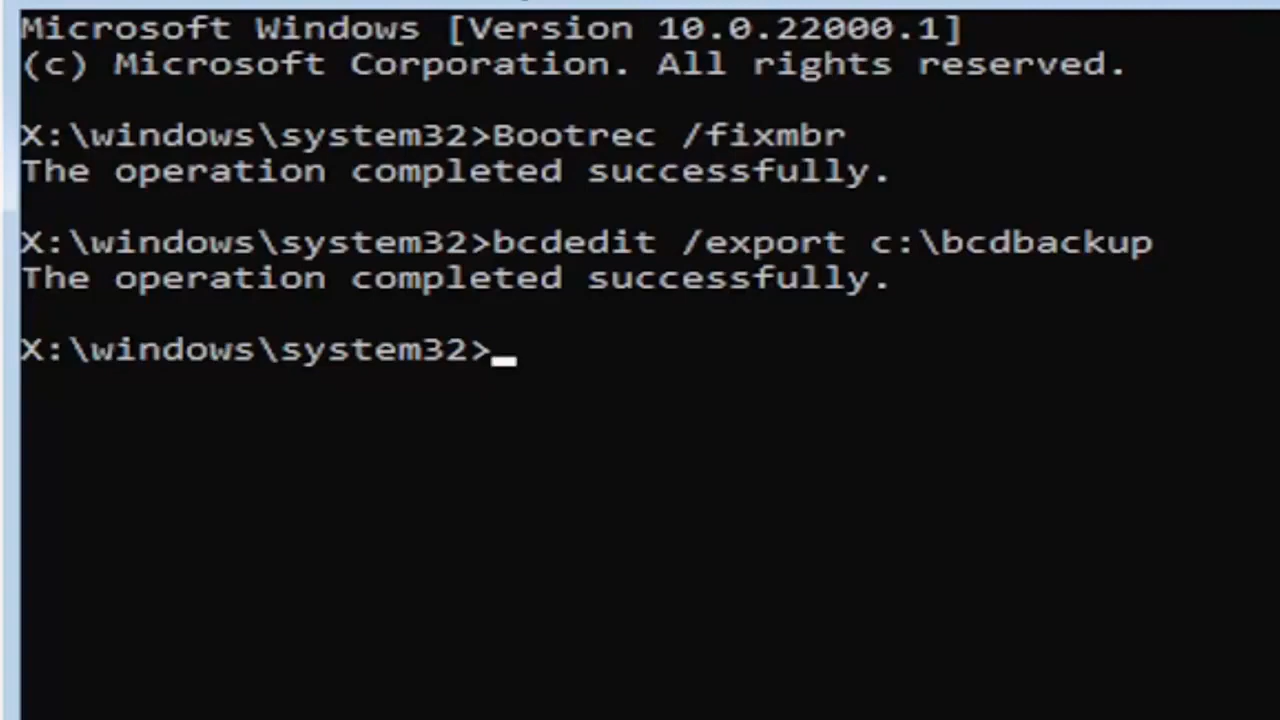 Microsoft Windows [Version 10.0.22000.1]
(c) Microsoft Corporation. All rights reserved.
X:\windows\system32>Bootrec /fixmbr
The operation completed successfully.
X:\windows\system32>bcdedit /export c:\bcdbackup
The operation completed successfully.
X:\windows\system32>